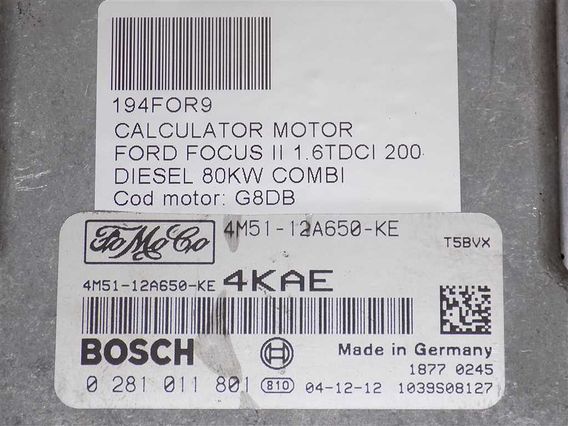 194FOR9
CALCULATOR MOTOR
FORD FOCUS II 1.6TDCI 200
DIESEL 80KW COMBI
Cod motor: G8DB
FoMoCo 4M51-12A650-KE T5BVX
4M51-12A650-KE 4KAE
BOSCH Made in Germany
1877 0245
0 281 011 801 810 04-12-12 1039S08127